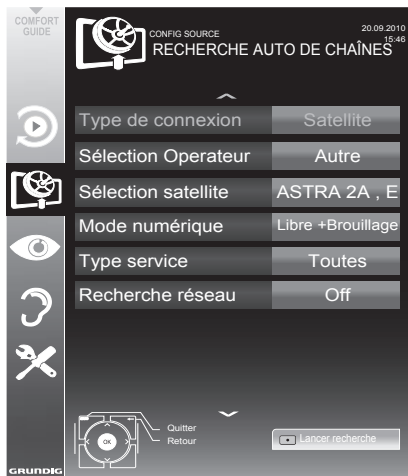 COMFORT
GUIDE
CONFIG SOURCE
20.09.2010
RECHERCHE AUTO DE CHAÎNES
15:46
Type de connexion Satellite
Sélection Operateur Autre
Sélection satellite ASTRA 2A , E
Mode numérique Libre +Brouillage
Type service Toutes
Recherche réseau Off
OK
Quitter
Retour
Lancer recherche
GRUNDIG